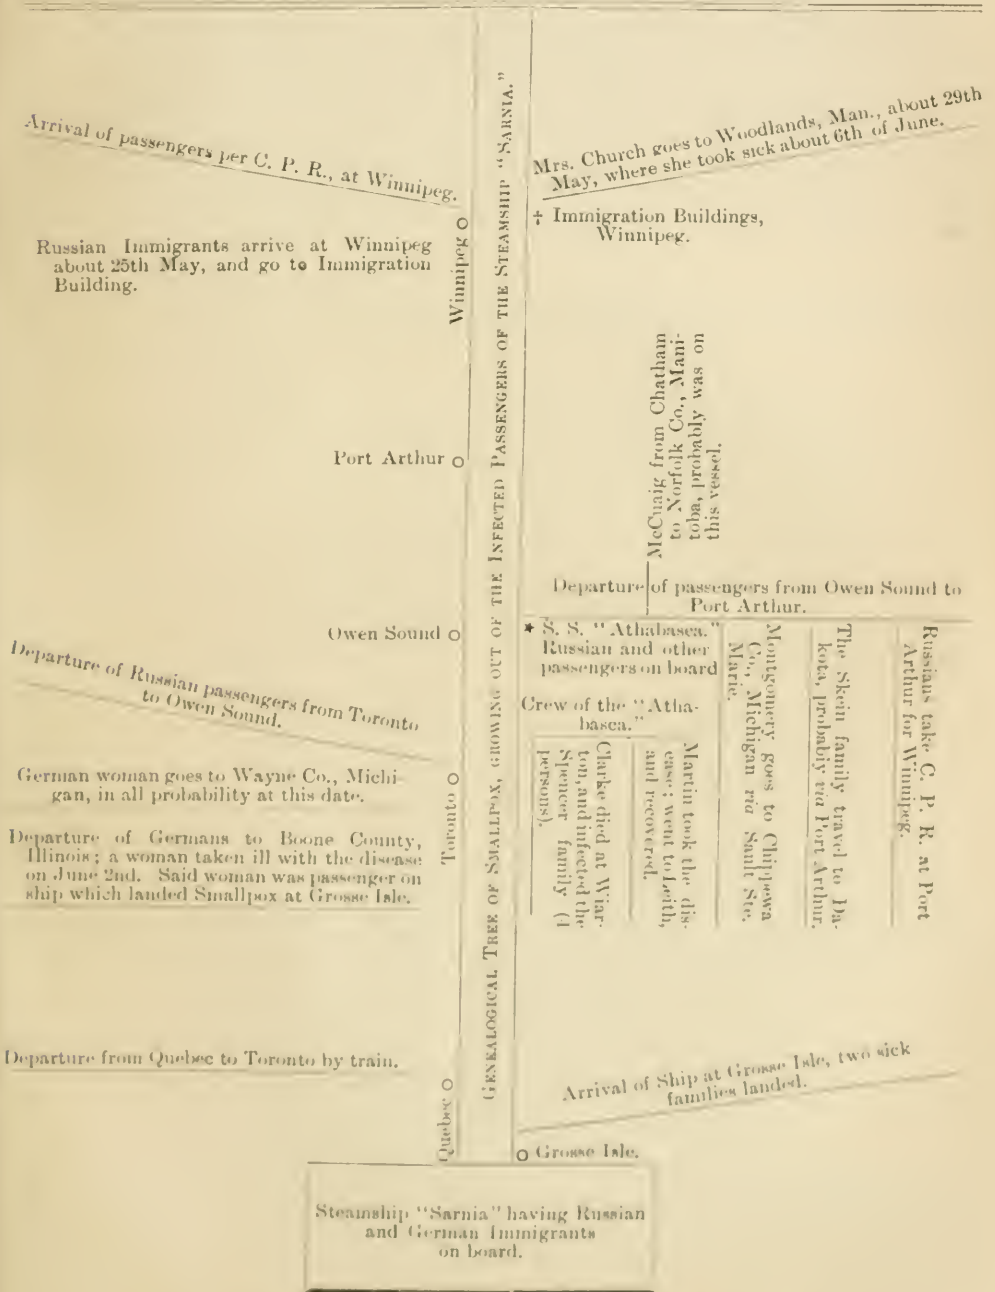 GENEALOGICAL TREE OF SMALLPOX, GROWING OUT OF THE INFECTED PASSENGERS OF THE STEAMSHIP "SARNIA."
Arrival of passengers per C. P. R., at Winnipeg.
Russian Immigrants arrive at Winnipeg
about 25th May, and go to Immigration
Building.
Winnipeg
Port Arthur
Owen Sound
Departure of Russian passengers from Toronto
to Owen Sound.
German woman goes to Wayne Co., Michi
gan, in all probability at this date.
Departure of Germans to Boone County,
Illinois; a woman taken ill with the disease
on June 2nd. Said woman was passenger on
ship which landed Smallpox at Grosse Isle.
Toronto
Departure from Quebec to Toronto by train.
Quebec
Mrs. Church goes to Woodlands, Man., about 29th
May, where she took sick about 6th of June.
† Immigration Buildings,
Winnipeg.
McCuaig from Chatham
to Norfolk Co., Mani-
toba, probably was on
this vessel.
Departure of passengers from Owen Sound to
Port Arthur.
★ S. S. "Athabasca."
Russian and other
passengers on board
Crew of the "Atha-
basca."
Clarke died at Wiar-
ton, and infected the
Spencer family (4
persons).
Martin took the dis-
ease; went to Leith,
and recovered.
Montgomery goes to Chippewa
Co., Michigan via Sault Ste.
Marie.
The Skein family travel to Da-
kota, probably via Port Arthur.
Russians take C. P. R. at Port
Arthur for Winnipeg.
Arrival of Ship at Grosse Isle, two sick
families landed.
Grosse Isle.
Steamship "Sarnia" having Russian
and German Immigrants
on board.